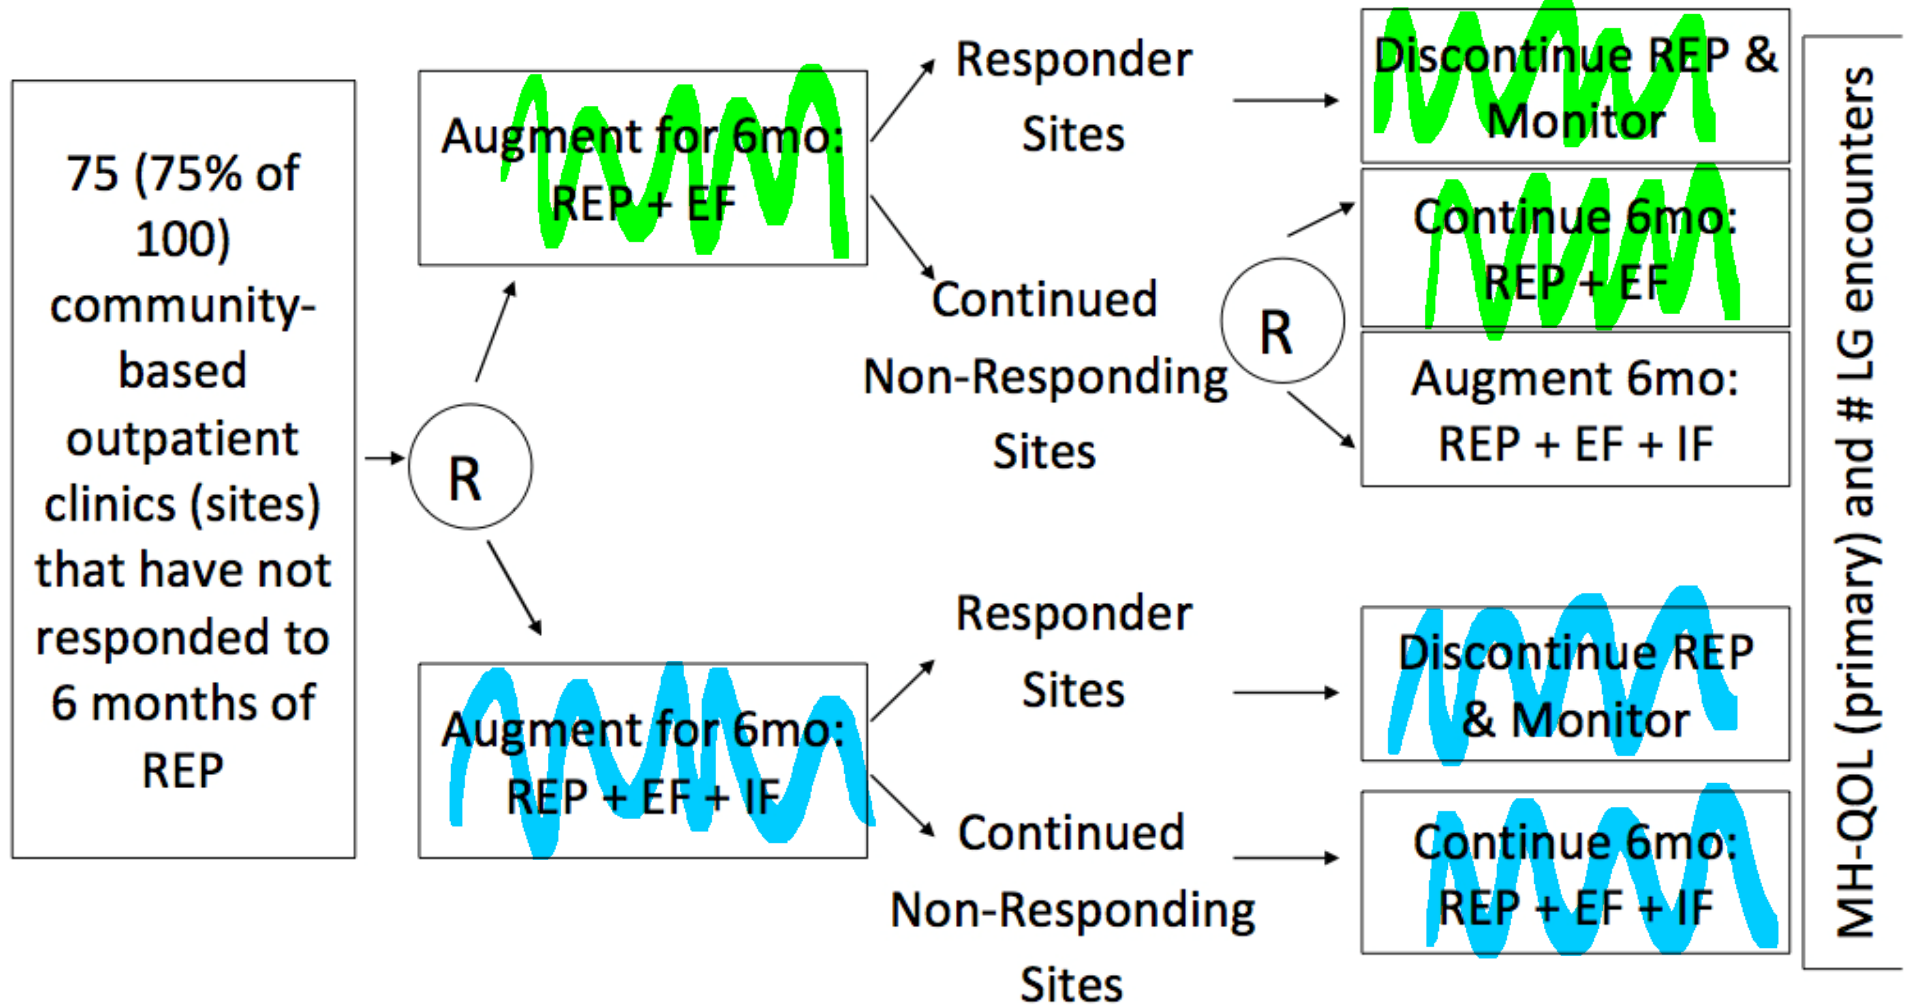 75 (75% of
100)
community-
based
outpatient
clinics (sites)
that have not
responded to
6 months of
REP
R
Augment for 6mo:
REP + EF
Responder
Sites
Discontinue REP &
Monitor
Continued
Non-Responding
Sites
R
Continue 6mo:
REP + EF
Augment 6mo:
REP + EF + IF
Augment for 6mo:
REP + EF + IF
Responder
Sites
Discontinue REP
& Monitor
Continued
Non-Responding
Sites
Continue 6mo:
REP + EF + IF
MH-QOL (primary) and # LG encounters